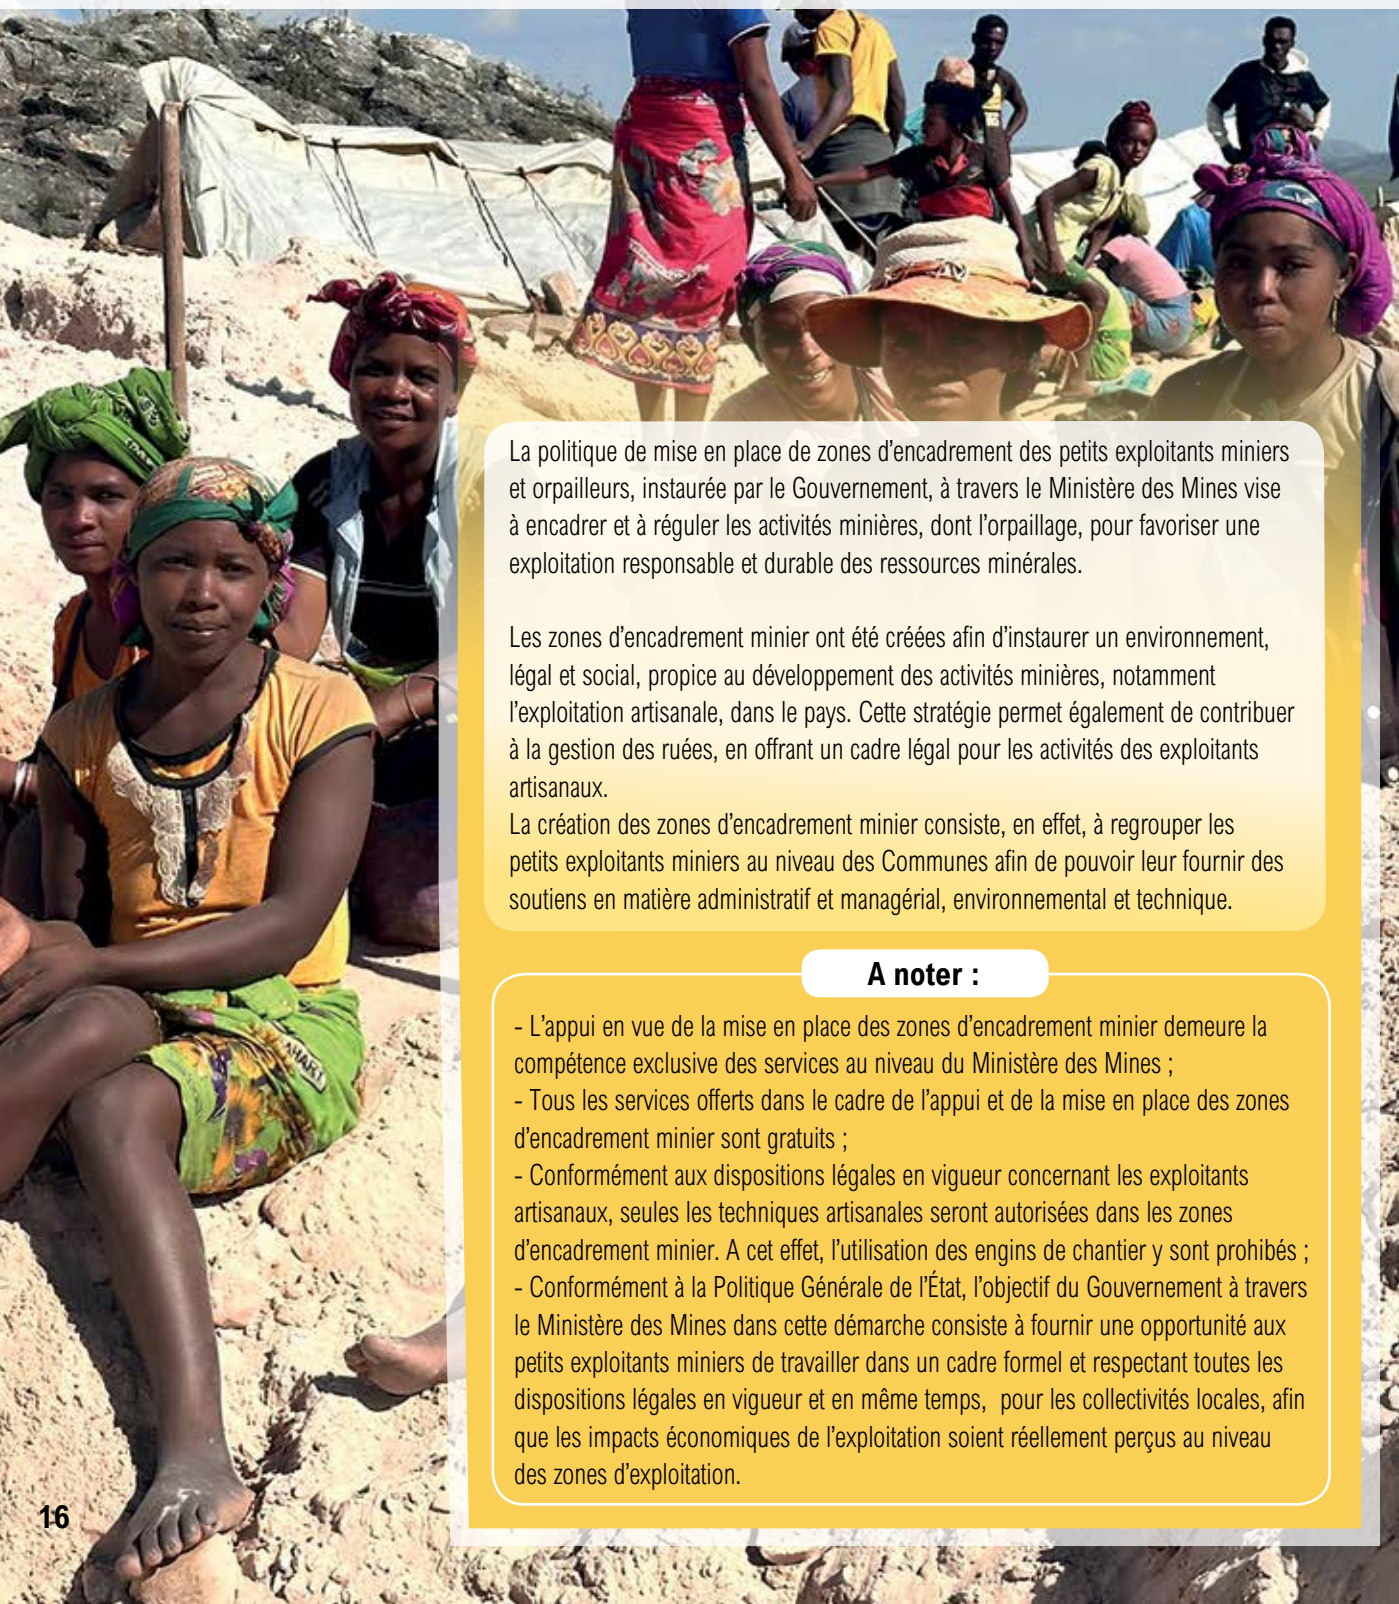 La politique de mise en place de zones d'encadrement des petits exploitants miniers
et orpailleurs, instaurée par le Gouvernement, à travers le Ministère des Mines vise
à encadrer et à réguler les activités minières, dont l'orpaillage, pour favoriser une
exploitation responsable et durable des ressources minérales.
Les zones d'encadrement minier ont été créées afin d'instaurer un environnement,
légal et social, propice au développement des activités minières, notamment
l'exploitation artisanale, dans le pays. Cette stratégie permet également de contribuer
à la gestion des ruées, en offrant un cadre légal pour les activités des exploitants
artisanaux.
La création des zones d'encadrement minier consiste, en effet, à regrouper les
petits exploitants miniers au niveau des Communes afin de pouvoir leur fournir des
soutiens en matière administratif et managérial, environnemental et technique.
A noter :
- L'appui en vue de la mise en place des zones d'encadrement minier demeure la
compétence exclusive des services au niveau du Ministère des Mines ;
- Tous les services offerts dans le cadre de l'appui et de la mise en place des zones
d'encadrement minier sont gratuits ;
- Conformément aux dispositions légales en vigueur concernant les exploitants
artisanaux, seules les techniques artisanales seront autorisées dans les zones
d'encadrement minier. A cet effet, l'utilisation des engins de chantier y sont prohibés ;
- Conformément à la Politique Générale de l'État, l'objectif du Gouvernement à travers
le Ministère des Mines dans cette démarche consiste à fournir une opportunité aux
petits exploitants miniers de travailler dans un cadre formel et respectant toutes les
dispositions légales en vigueur et en même temps,  pour les collectivités locales, afin
que les impacts économiques de l'exploitation soient réellement perçus au niveau
des zones d'exploitation.
16